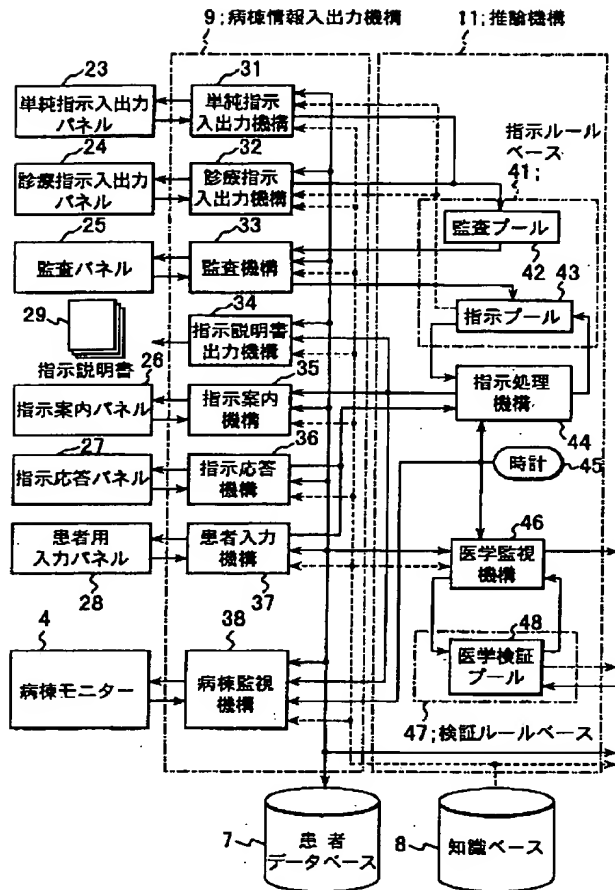 9;病棟情報入出力機構
11;推論機構
23
単純指示入出力
パネル
31
単純指示
入出力機構
24
診療指示入出力
パネル
32
診療指示
入出力機構
指示ルール
ベース
41;
25
監査パネル
33
監査機構
監査プール
42
43
指示プール
29
指示説明書
34
指示説明書
出力機構
26
指示案内パネル
35
指示案内
機構
指示処理
機構
44
27
指示応答パネル
36
指示応答
機構
時計
45
患者用
入力パネル
28
患者入力
機構
37
46
医学監視
機構
4
病棟モニター
38
病棟監視
機構
48
医学検証
プール
47;検証ルールベース
7
患者
データベース
8
知識ベース